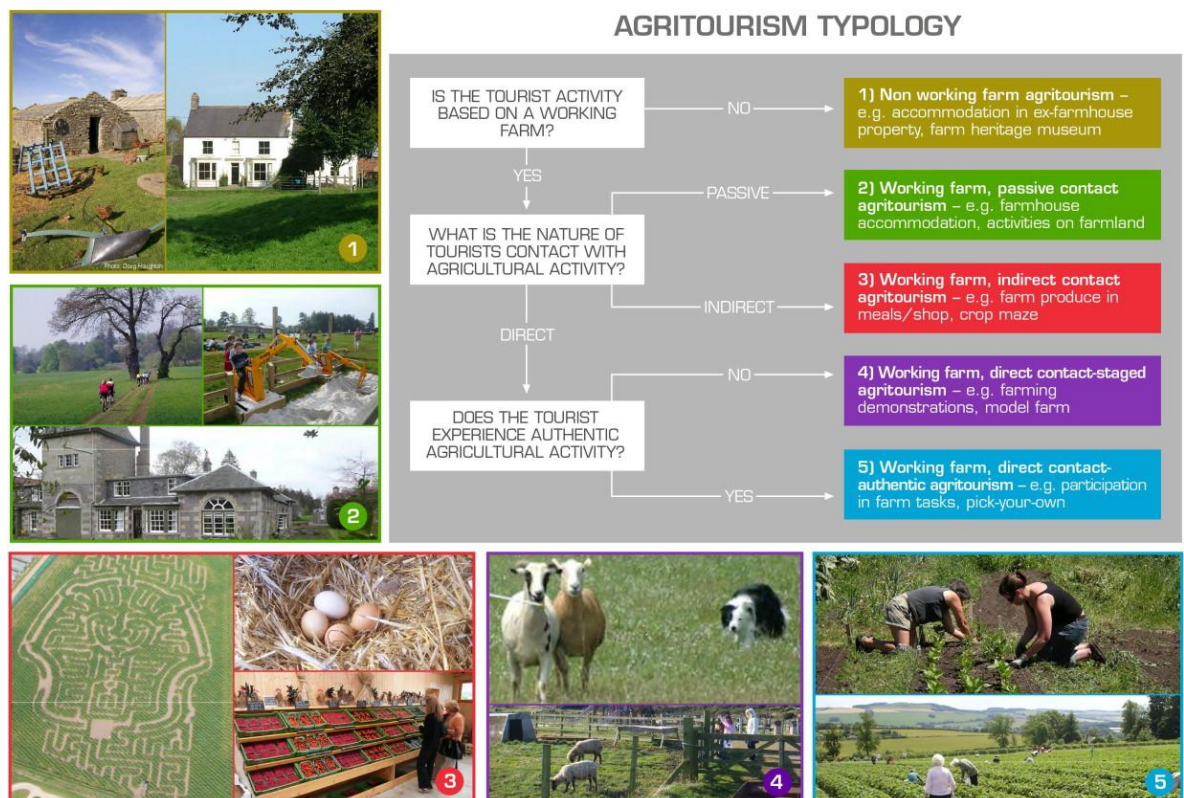 AGRITOURISM TYPOLOGY
IS THE TOURIST ACTIVITY
BASED ON A WORKING
FARM?
NO
1) Non working farm agritourism –
e.g. accommodation in ex-farmhouse
property, farm heritage museum
YES
PASSIVE
2) Working farm, passive contact
agritourism – e.g. farmhouse
accommodation, activities on farmland
WHAT IS THE NATURE OF
TOURISTS CONTACT WITH
AGRICULTURAL ACTIVITY?
INDIRECT
3) Working farm, indirect contact
agritourism – e.g. farm produce in
meals/shop, crop maze
DIRECT
NO
4) Working farm, direct contact-staged
agritourism – e.g. farming
demonstrations, model farm
DOES THE TOURIST
EXPERIENCE AUTHENTIC
AGRICULTURAL ACTIVITY?
YES
5) Working farm, direct contact-
authentic agritourism – e.g. participation
in farm tasks, pick-your-own
Photo: Doug Houghton
1
2
3
4
5